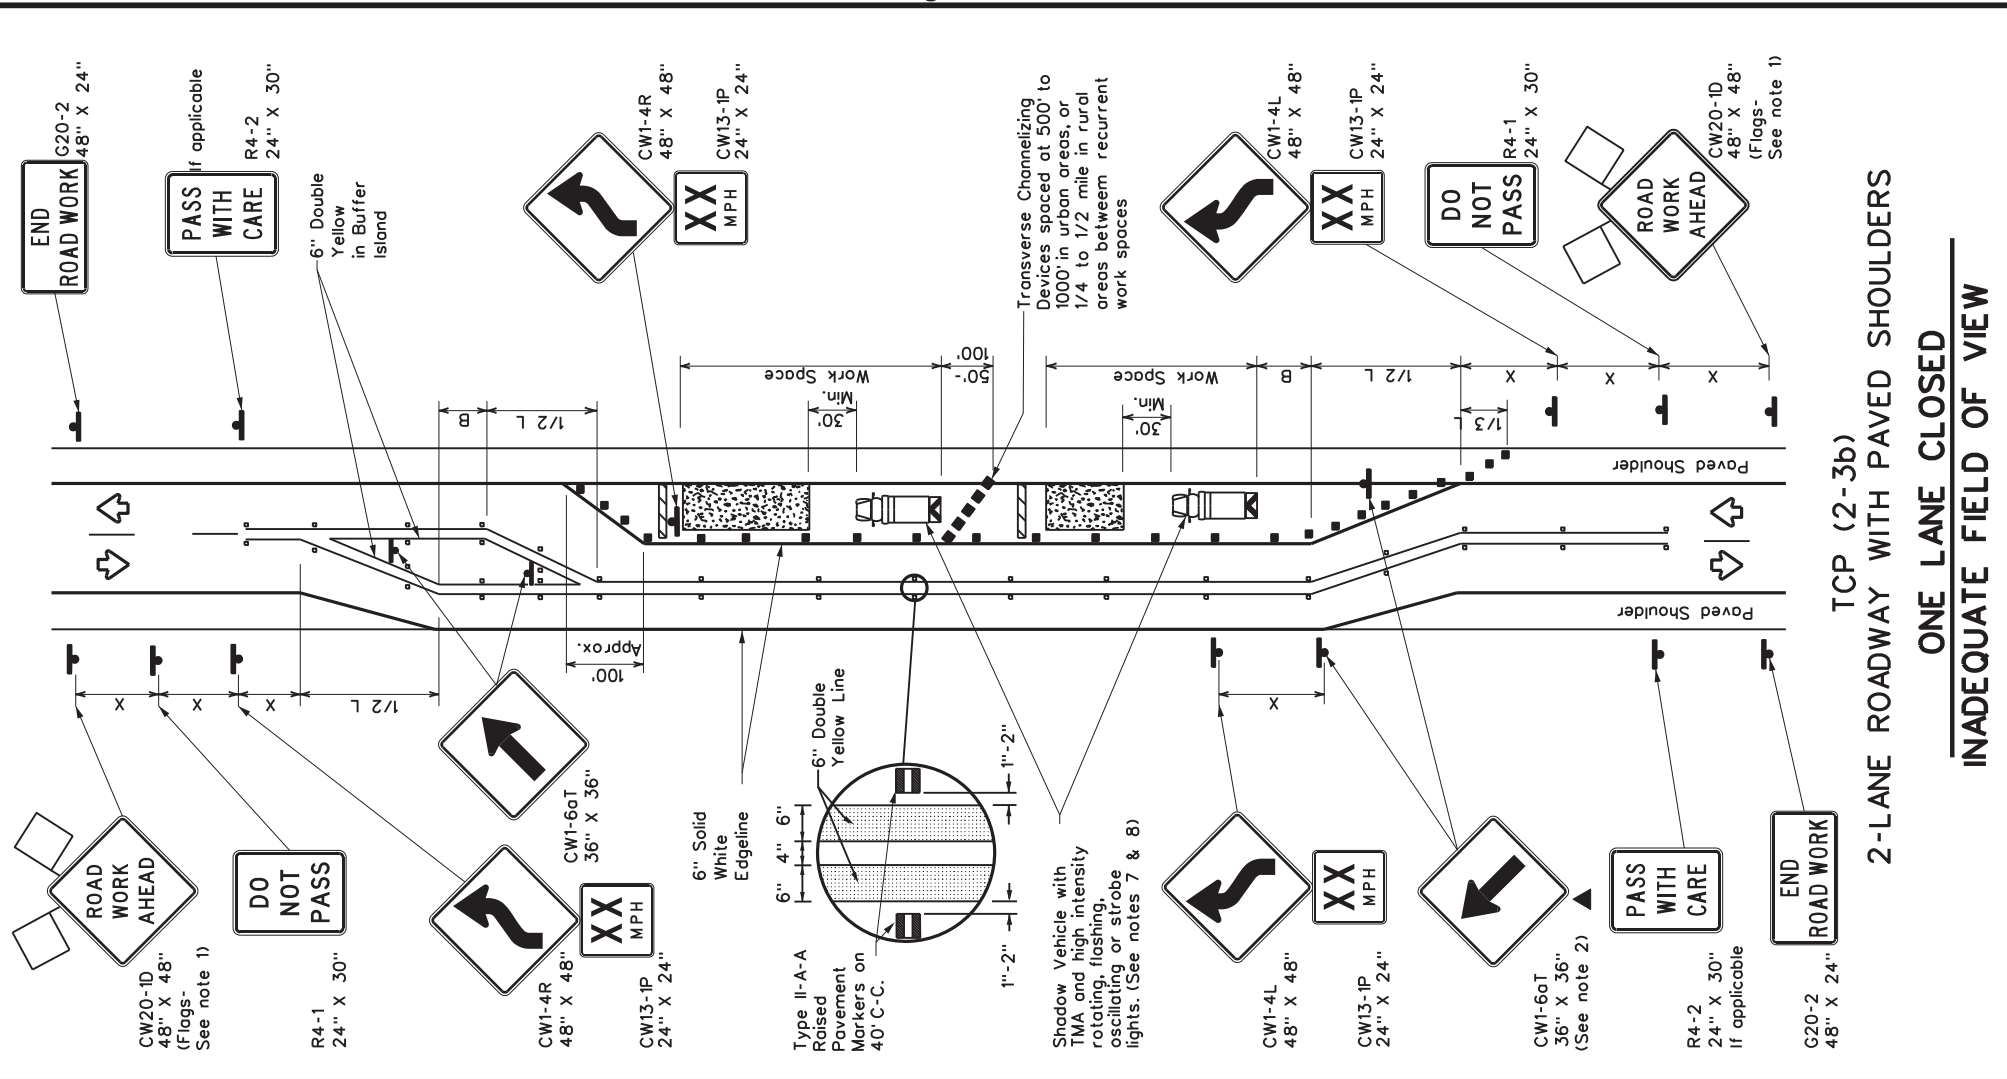 END
ROAD WORK
G20-2
48" X 24"
PASS
WITH
CARE
If applicable
R4-2
24" X 30"
6" Double
Yellow
in Buffer
Island
CW1-4R
48" X 48"
XX
MPH
CW13-1P
24" X 24"
Transverse Channelizing
Devices spaced at 500' to
1000' in urban areas, or
1/4 to 1/2 mile in rural
areas betweem recurrent
work spaces
CW1-4L
48" X 48"
XX
MPH
CW13-1P
24" X 24"
DO
NOT
PASS
R4-1
24" X 30"
ROAD
WORK
AHEAD
CW20-1D
48" X 48"
(Flags-
See note 1)
B
1/2 L
Work Space
30'
Min.
50'-
100'
Work Space
30'
Min.
B
1/2 L
X
X
X
1/3 L
Paved Shoulder
Paved Shoulder
X
X
X
1/2 L
Approx.
100'
X
ROAD
WORK
AHEAD
CW20-1D
48" X 48"
(Flags-
See note 1)
DO
NOT
PASS
R4-1
24" X 30"
CW1-4R
48" X 48"
XX
MPH
CW13-1P
24" X 24"
CW1-6aT
36" X 36"
6" Solid
White
Edgeline
6" Double
Yellow Line
6"
4"
6"
1"-2"
1"-2"
Type II-A-A
Raised
Pavement
Markers on
40' C-C.
Shadow Vehicle with
TMA and high intensity
rotating, flashing,
oscillating or strobe
lights. (See notes 7 & 8)
CW1-4L
48" X 48"
XX
MPH
CW13-1P
24" X 24"
CW1-6aT
36" X 36"
(See note 2)
PASS
WITH
CARE
R4-2
24" X 30"
If applicable
END
ROAD WORK
G20-2
48" X 24"
TCP (2-3b)
2-LANE ROADWAY WITH PAVED SHOULDERS
ONE LANE CLOSED
INADEQUATE FIELD OF VIEW